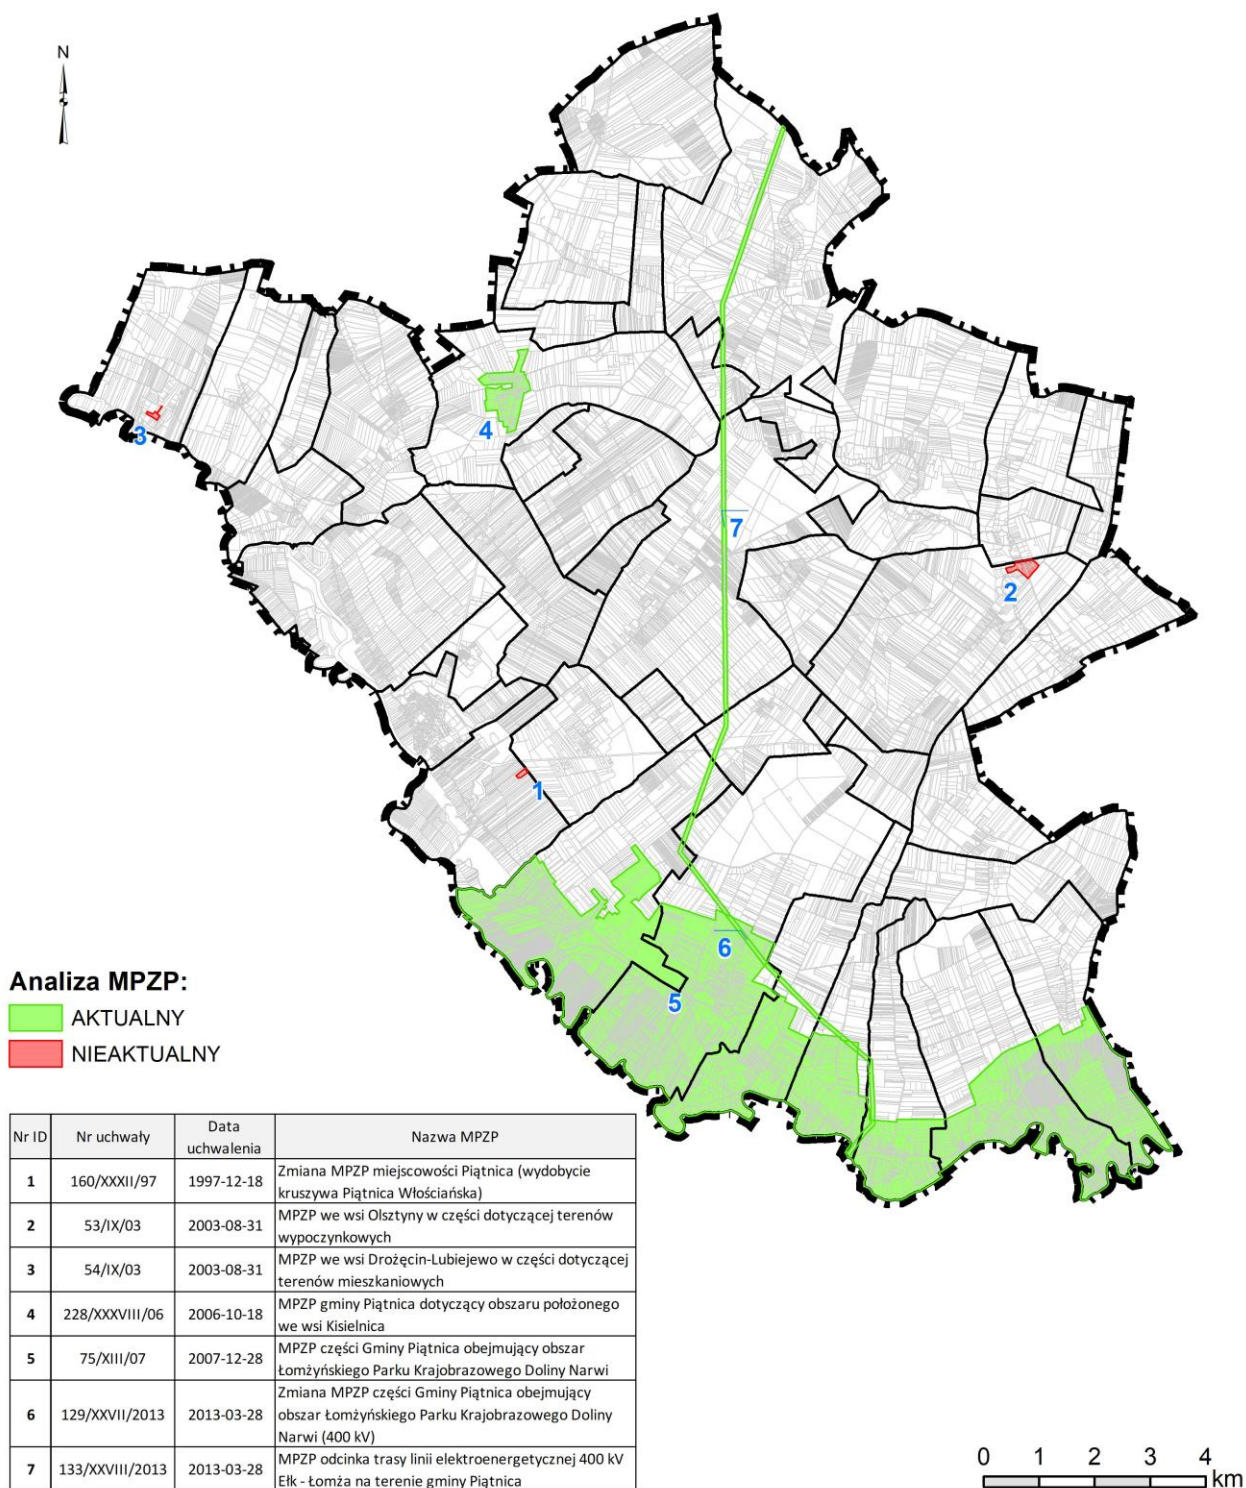 N
3
4
7
2
1
6
5
Analiza MPZP:
AKTUALNY
NIEAKTUALNY
Nr ID Nr uchwały Data uchwalenia Nazwa MPZP
1 160/XXXII/97 1997-12-18 Zmiana MPZP miejscowości Piątnica (wydobycie
kruszywa Piątnica Włościańska)
2 53/IX/03 2003-08-31 MPZP we wsi Olsztyny w części dotyczącej terenów
wypoczynkowych
3 54/IX/03 2003-08-31 MPZP we wsi Drożęcin-Lubiejewo w części dotyczącej
terenów mieszkaniowych
4 228/XXXVIII/06 2006-10-18 MPZP gminy Piątnica dotyczący obszaru położonego
we wsi Kisielnica
5 75/XIII/07 2007-12-28 MPZP części Gminy Piątnica obejmujący obszar
Łomżyńskiego Parku Krajobrazowego Doliny Narwi
6 129/XXVII/2013 2013-03-28 Zmiana MPZP części Gminy Piątnica obejmujący
obszar Łomżyńskiego Parku Krajobrazowego Doliny
Narwi (400 kV)
7 133/XXVIII/2013 2013-03-28 MPZP odcinka trasy linii elektroenergetycznej 400 kV
Ełk - Łomża na terenie gminy Piątnica
0 1 2 3 4
km